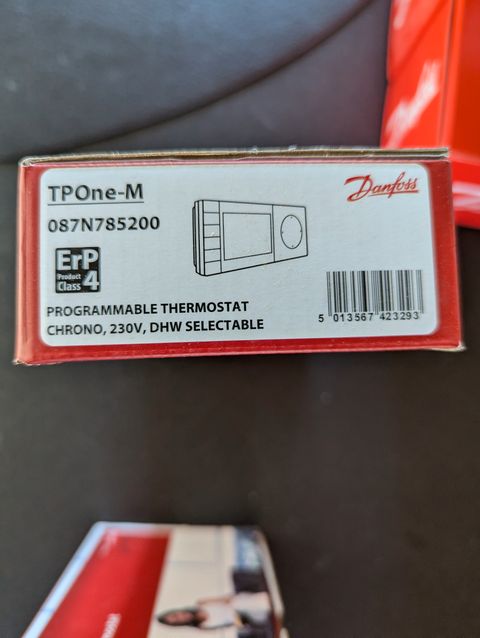 TPOne-M
Danfoss
087N785200
ErP
Product
Class 4
PROGRAMMABLE THERMOSTAT
CHRONO, 230V, DHW SELECTABLE
5 013567 423293